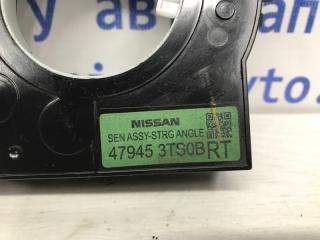 NISSAN
SEN ASSY-STRG ANGLE
47945 3TS0B RT